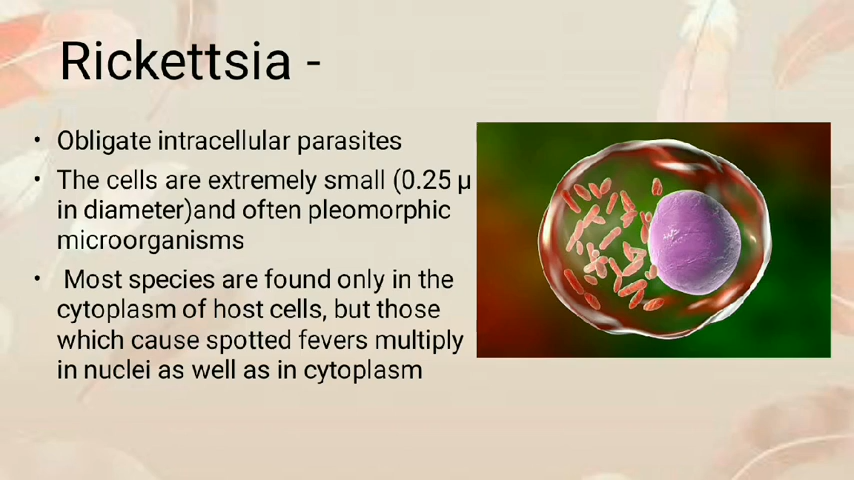 Rickettsia -
• Obligate intracellular parasites
• The cells are extremely small (0.25 µ
in diameter)and often pleomorphic
microorganisms
• Most species are found only in the
cytoplasm of host cells, but those
which cause spotted fevers multiply
in nuclei as well as in cytoplasm